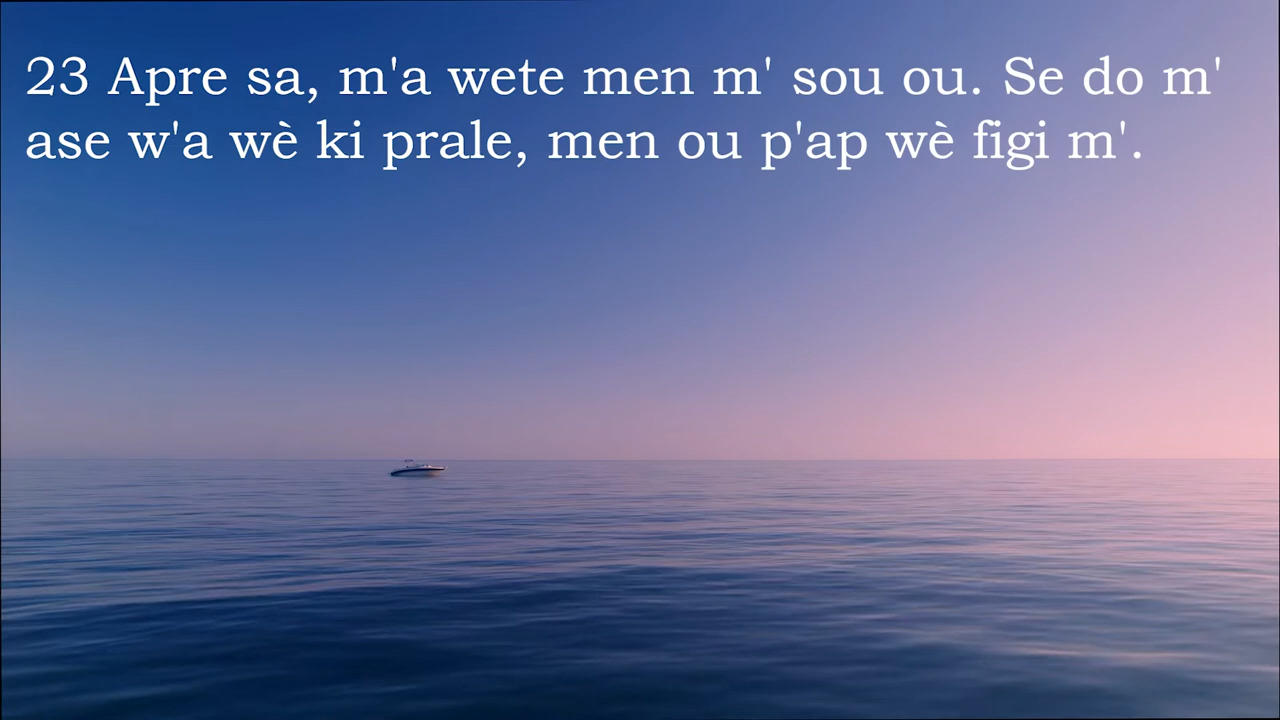 23 Apre sa, m'a wete men m' sou ou. Se do m'
ase w'a wè ki prale, men ou p'ap wè figi m'.